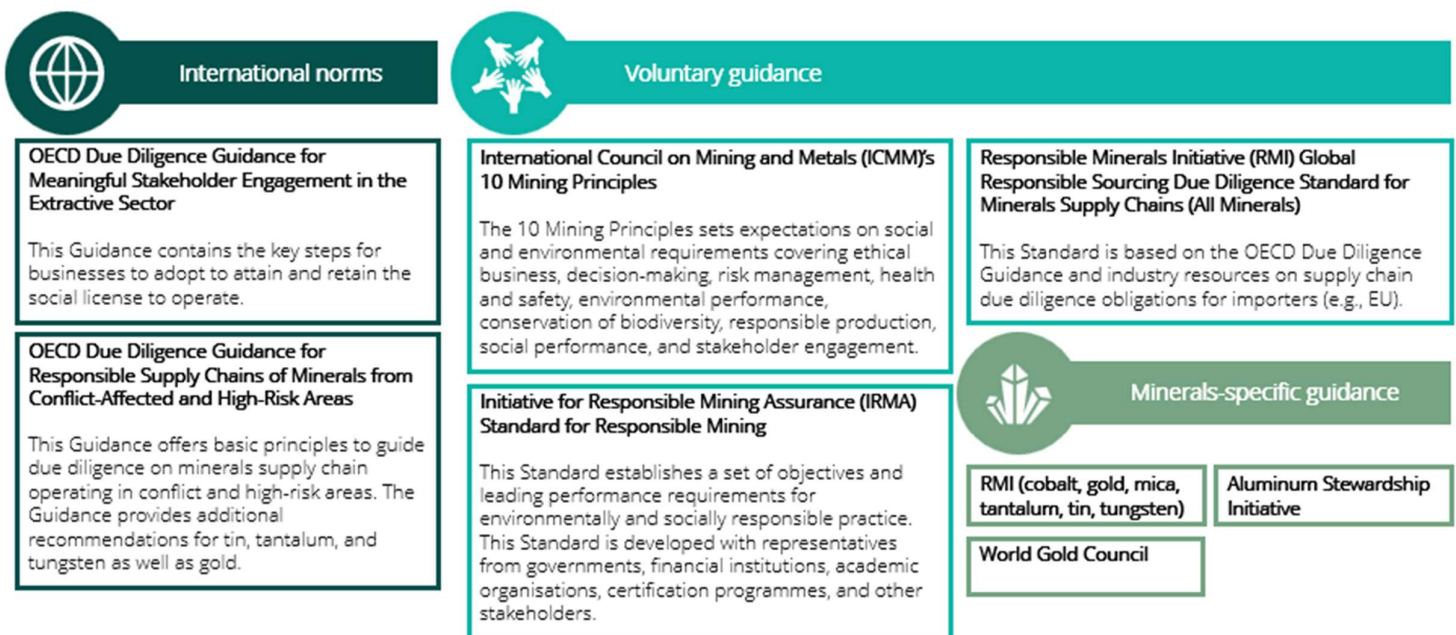 International norms
OECD Due Diligence Guidance for
Meaningful Stakeholder Engagement in the
Extractive Sector
This Guidance contains the key steps for
businesses to adopt to attain and retain the
social license to operate.
OECD Due Diligence Guidance for
Responsible Supply Chains of Minerals from
Conflict-Affected and High-Risk Areas
This Guidance offers basic principles to guide
due diligence on minerals supply chain
operating in conflict and high-risk areas. The
Guidance provides additional
recommendations for tin, tantalum, and
tungsten as well as gold.
Voluntary guidance
International Council on Mining and Metals (ICMM)'s
10 Mining Principles
The 10 Mining Principles sets expectations on social
and environmental requirements covering ethical
business, decision-making, risk management, health
and safety, environmental performance,
conservation of biodiversity, responsible production,
social performance, and stakeholder engagement.
Initiative for Responsible Mining Assurance (IRMA)
Standard for Responsible Mining
This Standard establishes a set of objectives and
leading performance requirements for
environmentally and socially responsible practice.
This Standard is developed with representatives
from governments, financial institutions, academic
organisations, certification programmes, and other
stakeholders.
Responsible Minerals Initiative (RMI) Global
Responsible Sourcing Due Diligence Standard for
Minerals Supply Chains (All Minerals)
This Standard is based on the OECD Due Diligence
Guidance and industry resources on supply chain
due diligence obligations for importers (e.g., EU).
Minerals-specific guidance
RMI (cobalt, gold, mica,
tantalum, tin, tungsten)
Aluminum Stewardship
Initiative
World Gold Council